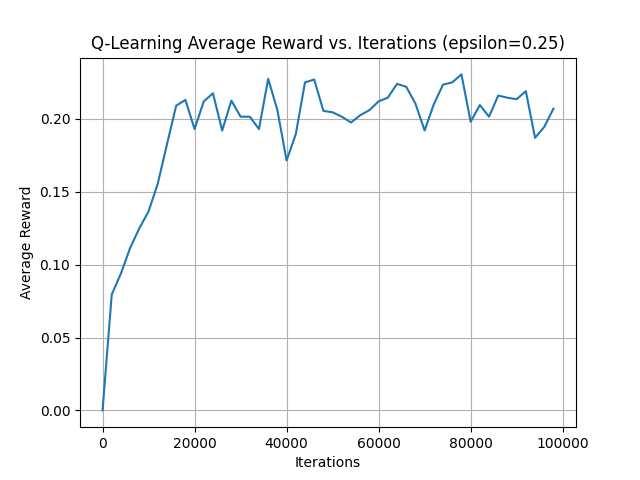 Q-Learning Average Reward vs. Iterations (epsilon=0.25)
0.20
0.15
0.10
0.05
0.00
Average Reward
0 20000 40000 60000 80000 100000
Iterations